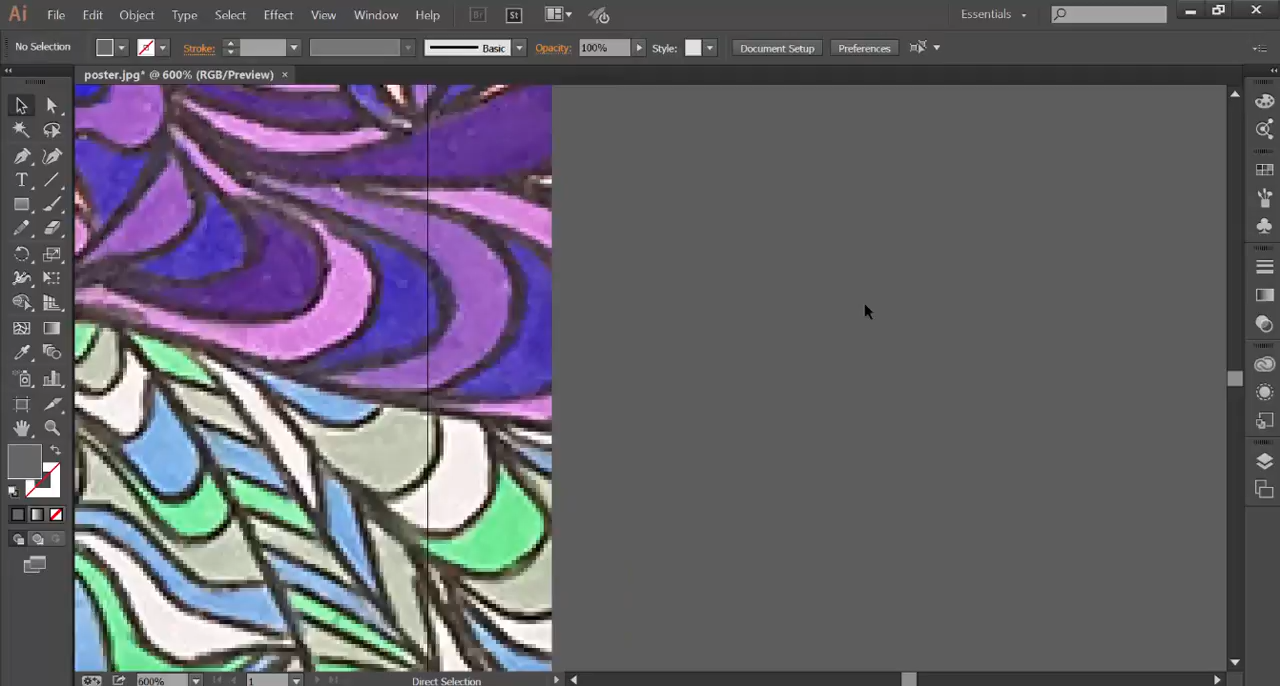 Ai File Edit Object Type Select Effect View Window Help Br St Essentials
No Selection Stroke: Basic Opacity: 100% Style: Document Setup Preferences
poster.jpg* @ 600% (RGB/Preview) ×
T
600% 1 Direct Selection